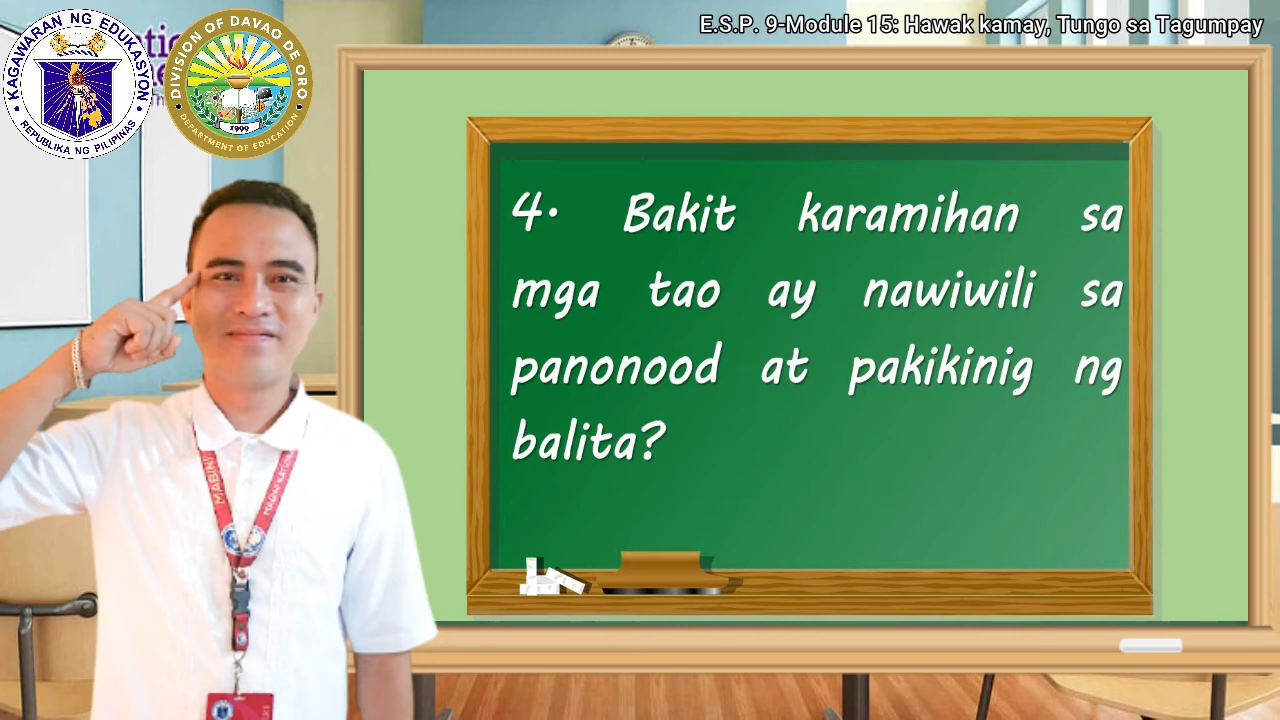 E.S.P. 9-Module 15: Hawak kamay, Tungo sa Tagumpay
KAGAWARAN NG EDUKASYON
REPUBLIKA NG PILIPINAS
DIVISION OF DAVAO DE ORO
1999
DEPARTMENT OF EDUCATION
4. Bakit karamihan sa
mga tao ay nawiwili sa
panonood at pakikinig ng
balita?